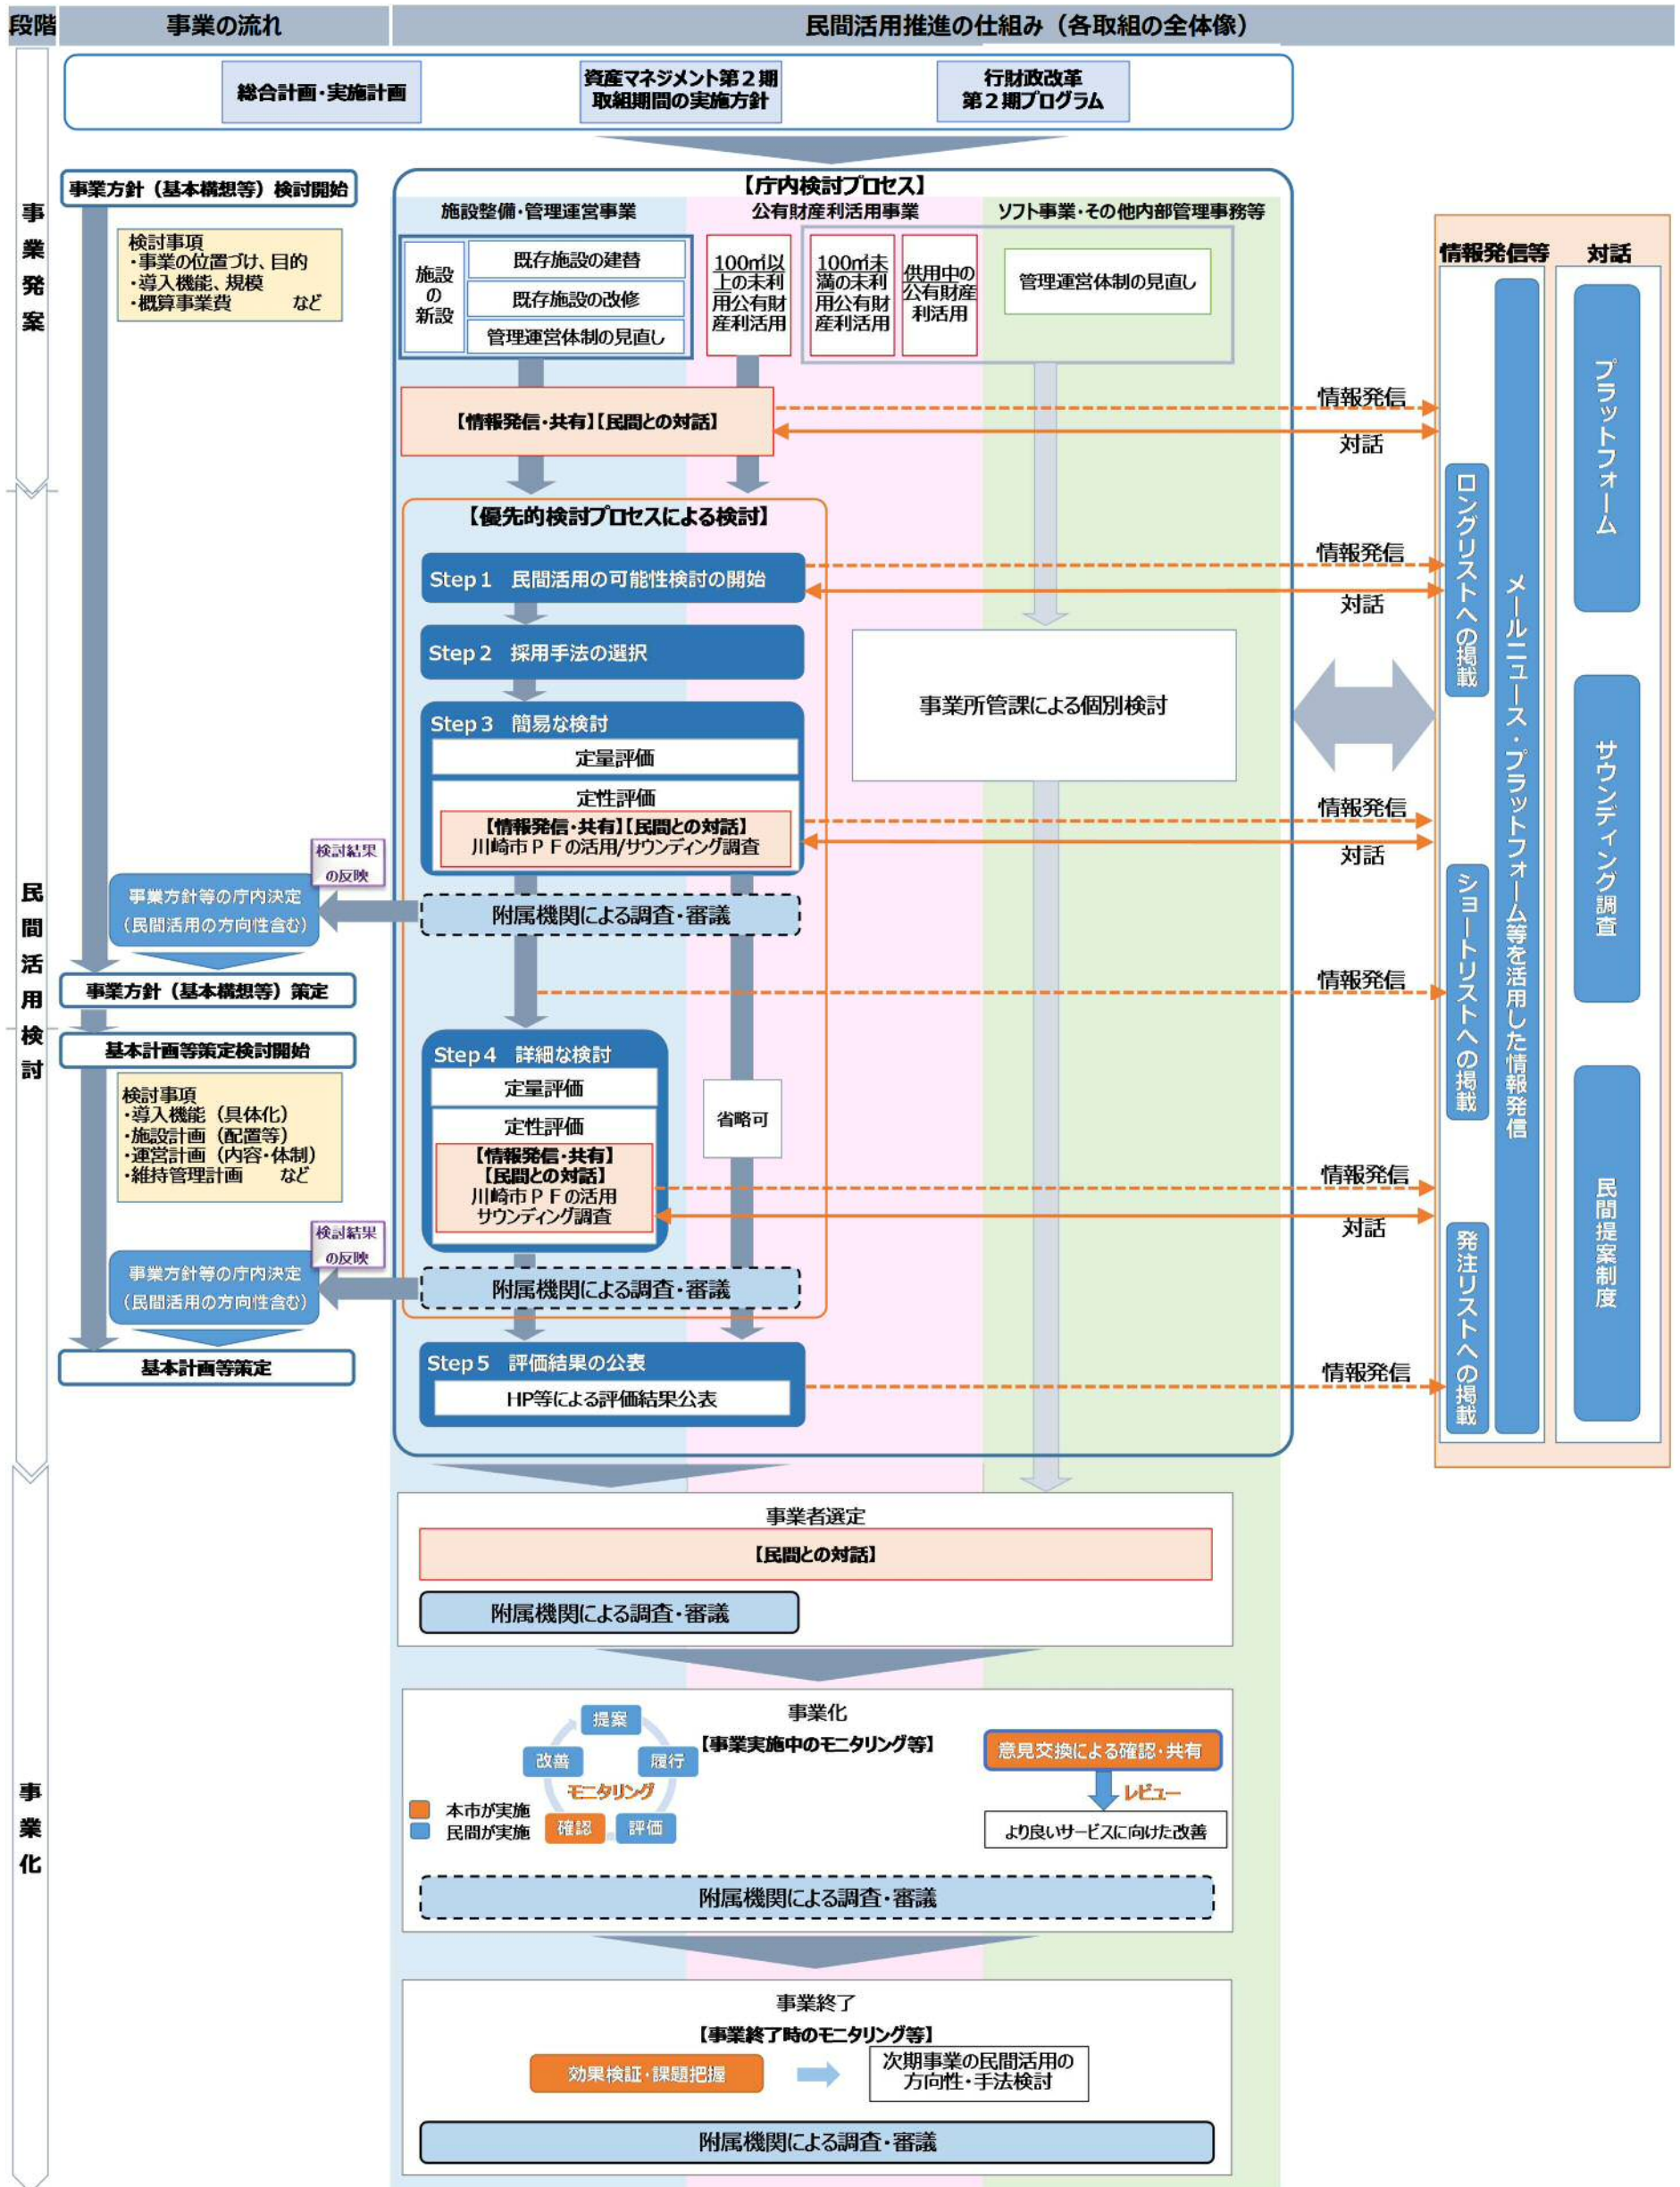 段階
事業の流れ
民間活用推進の仕組み（各取組の全体像）
事業発案
総合計画・実施計画
資産マネジメント第２期
取組期間の実施方針
行財政改革
第２期プログラム
事業方針（基本構想等）検討開始
検討事項
・事業の位置づけ、目的
・導入機能、規模
・概算事業費　など
【庁内検討プロセス】
施設整備・管理運営事業
公有財産利活用事業
ソフト事業・その他内部管理事務等
施設
の
新設
既存施設の建替
既存施設の改修
管理運営体制の見直し
100㎡以
上の未利
用公有財
産利活用
100㎡未
満の未利
用公有財
産利活用
供用中の
公有財産
利活用
管理運営体制の見直し
【情報発信・共有】【民間との対話】
情報発信
対話
情報発信等
対話
ロングリストへの掲載
ショートリストへの掲載
発注リストへの掲載
メールニュース・プラットフォーム等を活用した情報発信
プラットフォーム
サウンディング調査
民間提案制度
民間活用検討
【優先的検討プロセスによる検討】
Step１　民間活用の可能性検討の開始
情報発信
対話
Step２　採用手法の選択
Step３　簡易な検討
定量評価
定性評価
【情報発信・共有】【民間との対話】
川崎市ＰＦの活用/サウンディング調査
情報発信
対話
事業所管課による個別検討
附属機関による調査・審議
検討結果
の反映
事業方針等の庁内決定
（民間活用の方向性含む）
事業方針（基本構想等）策定
情報発信
基本計画等策定検討開始
検討事項
・導入機能（具体化）
・施設計画（配置等）
・運営計画（内容・体制）
・維持管理計画　など
Step４　詳細な検討
定量評価
定性評価
【情報発信・共有】
【民間との対話】
川崎市ＰＦの活用
サウンディング調査
省略可
情報発信
対話
附属機関による調査・審議
検討結果
の反映
事業方針等の庁内決定
（民間活用の方向性含む）
基本計画等策定
Step５　評価結果の公表
HP等による評価結果公表
情報発信
事業化
事業者選定
【民間との対話】
附属機関による調査・審議
事業化
【事業実施中のモニタリング等】
提案
履行
評価
確認
改善
モニタリング
本市が実施
民間が実施
意見交換による確認・共有
レビュー
より良いサービスに向けた改善
附属機関による調査・審議
事業終了
【事業終了時のモニタリング等】
効果検証・課題把握
次期事業の民間活用の
方向性・手法検討
附属機関による調査・審議